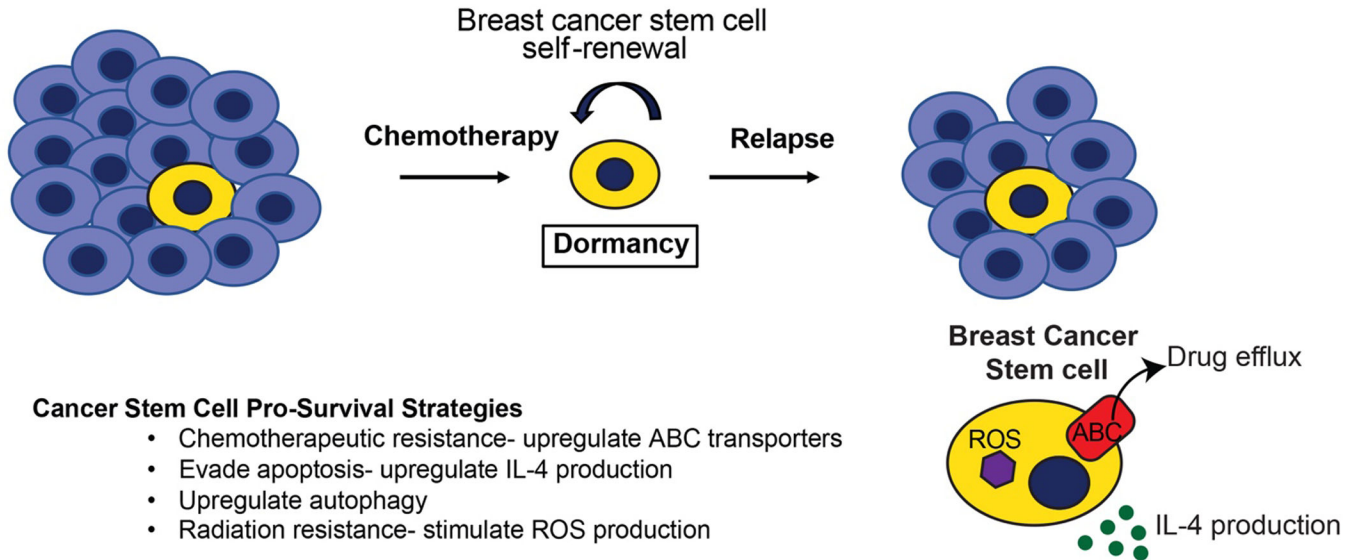 Breast cancer stem cell
self-renewal
Chemotherapy
Relapse
Dormancy
Breast Cancer
Stem cell
Drug efflux
Cancer Stem Cell Pro-Survival Strategies
• Chemotherapeutic resistance- upregulate ABC transporters
• Evade apoptosis- upregulate IL-4 production
• Upregulate autophagy
• Radiation resistance- stimulate ROS production
ROS
ABC
IL-4 production